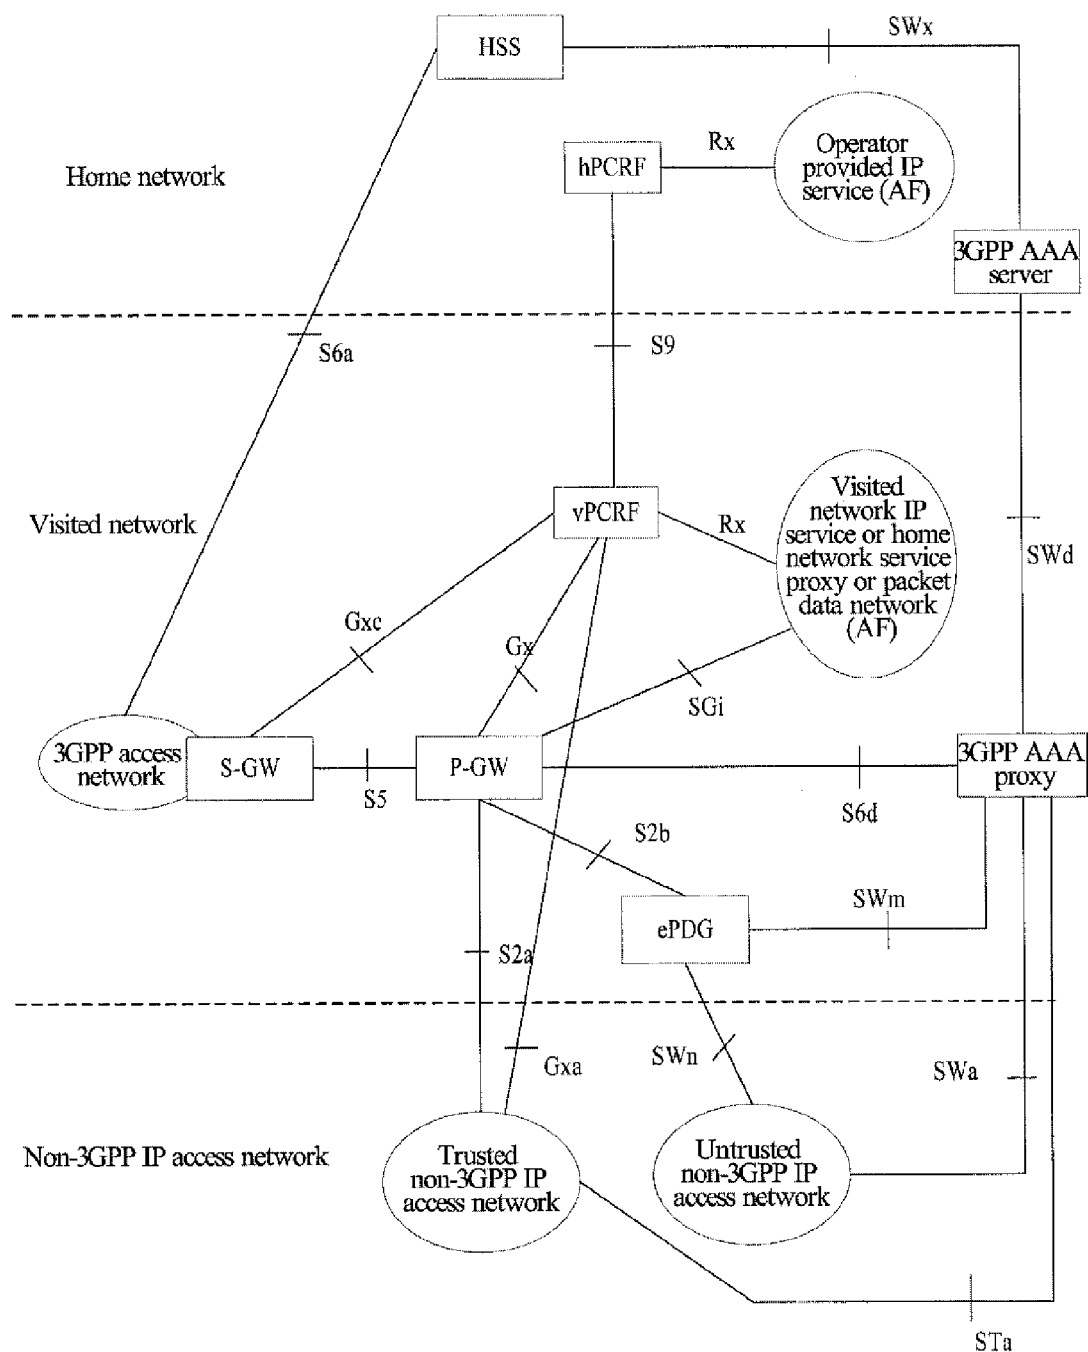 SWx
HSS
Rx
Operator
provided IP
service (AF)
hPCRF
Home network
3GPP AAA
server
S6a
S9
Visited
network IP
service or home
network service
proxy or packet
data network
(AF)
vPCRF
Rx
Visited network
SWd
Gxc
Gx
SGi
3GPP access
network
S-GW
P-GW
3GPP AAA
proxy
S5
S6d
S2b
SWm
ePDG
S2a
SWn
Gxa
SWa
Non-3GPP IP access network
Trusted
non-3GPP IP
access network
Untrusted
non-3GPP IP
access network
STa